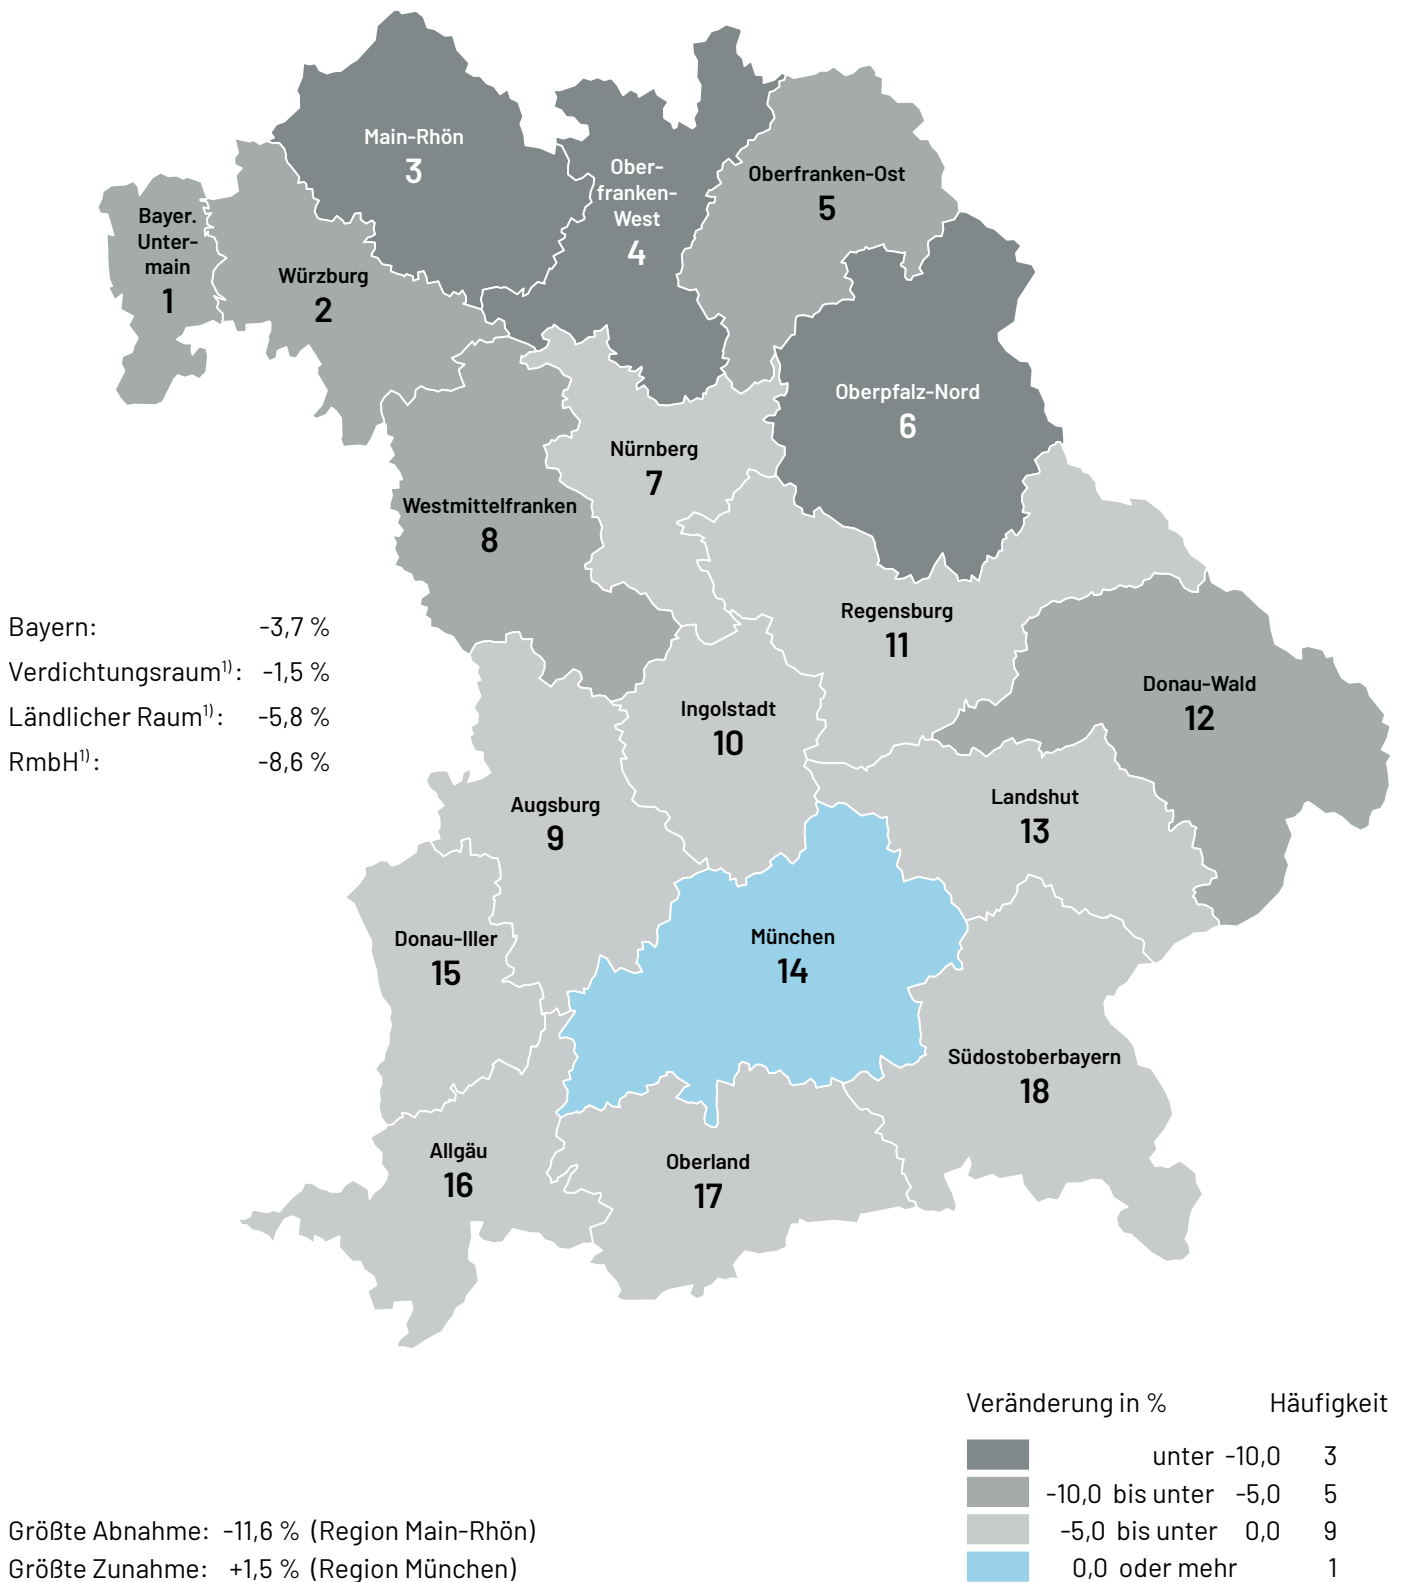 Main-Rhön
3
Ober-
franken-
West
4
Oberfranken-Ost
5
Bayer.
Unter-
main
1
Würzburg
2
Oberpfalz-Nord
6
Nürnberg
7
Westmittelfranken
8
Regensburg
11
Bayern: -3,7 %
Verdichtungsraum1): -1,5 %
Ländlicher Raum1): -5,8 %
RmbH1): -8,6 %
Donau-Wald
12
Ingolstadt
10
Landshut
13
Augsburg
9
Donau-Iller
15
München
14
Südostoberbayern
18
Allgäu
16
Oberland
17
Veränderung in % Häufigkeit
unter -10,0 3
-10,0 bis unter -5,0 5
-5,0 bis unter 0,0 9
0,0 oder mehr 1
Größte Abnahme: -11,6 % (Region Main-Rhön)
Größte Zunahme: +1,5 % (Region München)